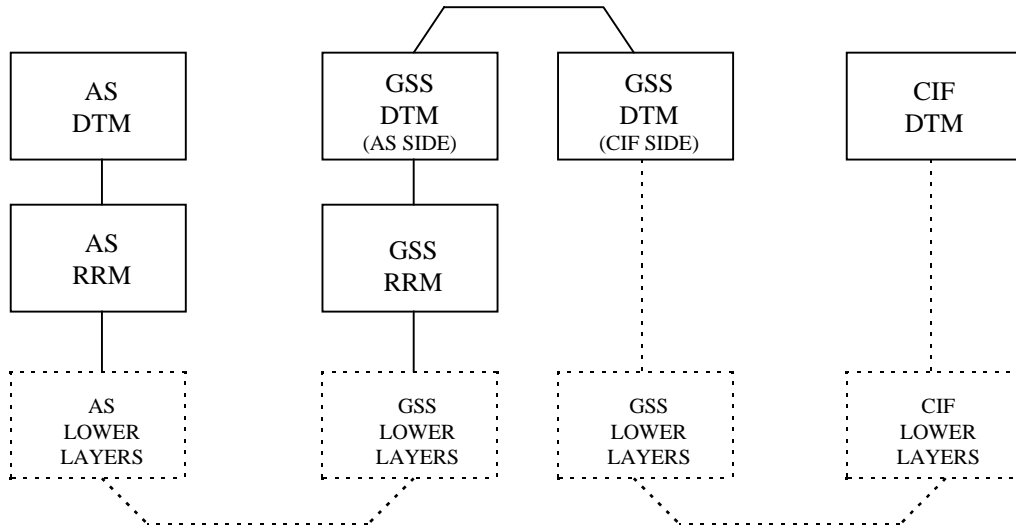 AS
DTM
GSS
DTM
(AS SIDE)
GSS
DTM
(CIF SIDE)
CIF
DTM
AS
RRM
GSS
RRM
AS
LOWER
LAYERS
GSS
LOWER
LAYERS
GSS
LOWER
LAYERS
CIF
LOWER
LAYERS